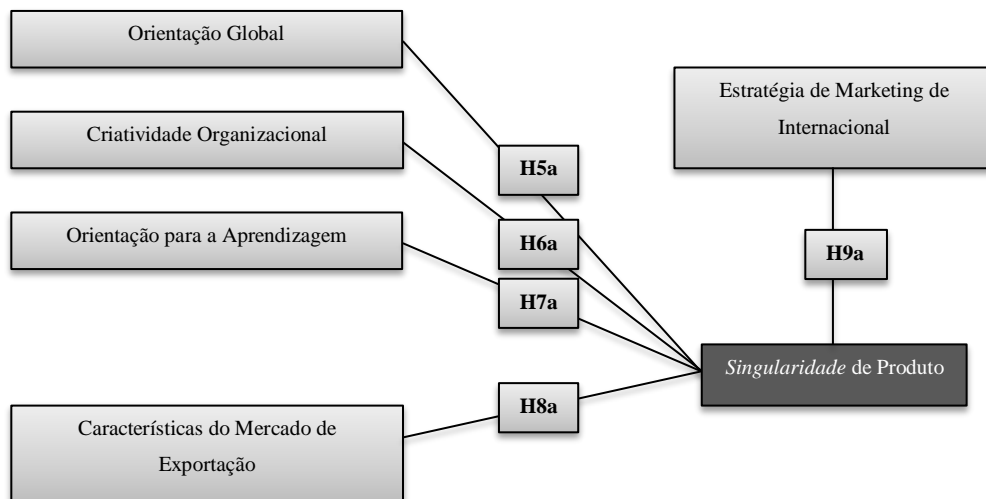 Orientação Global
Criatividade Organizacional
Orientação para a Aprendizagem
Características do Mercado de
Exportação
H5a
H6a
H7a
H8a
Estratégia de Marketing de
Internacional
H9a
Singularidade de Produto